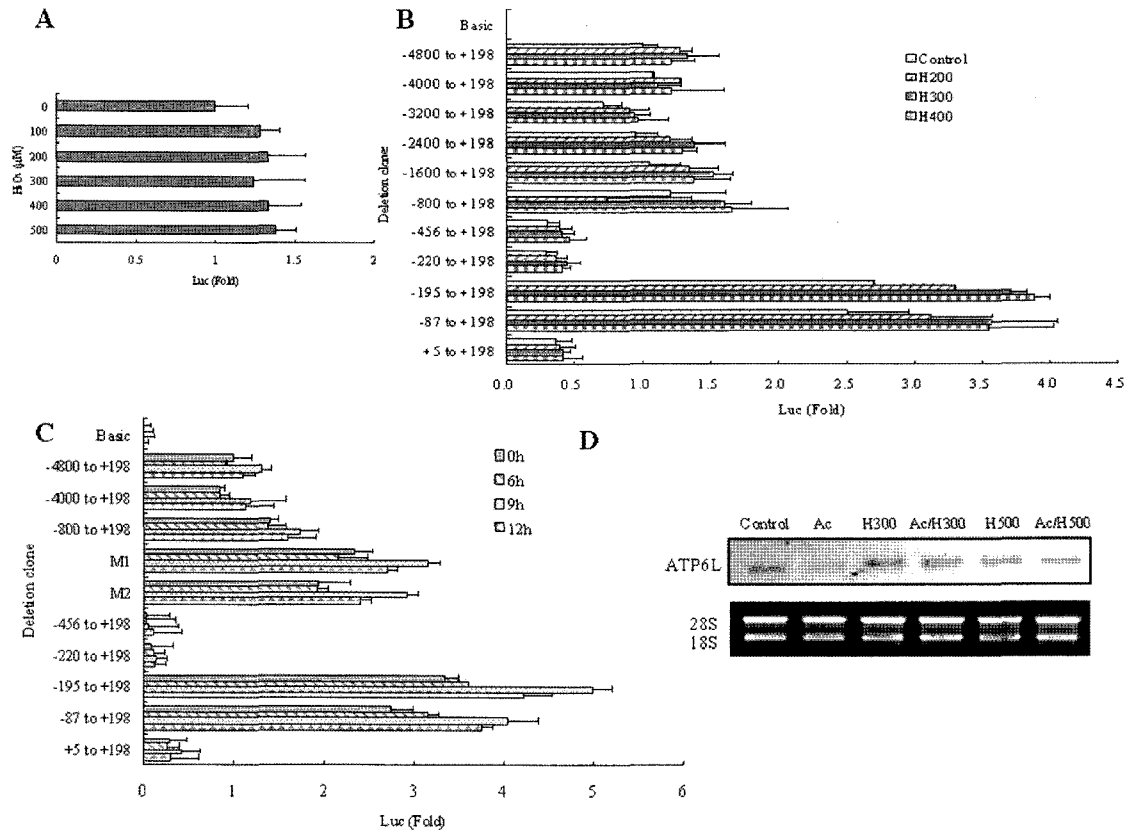 A
H₂O₂ (μM)
0
100
200
300
400
500
0 0.5 1 1.5 2
Luc (Fold)
B
Deletion clone
Basic
-4800 to +198
-4000 to +198
-3200 to +198
-2400 to +198
-1600 to +198
-800 to +198
-456 to +198
-220 to +198
-195 to +198
-87 to +198
+5 to +198
0.0 0.5 1.0 1.5 2.0 2.5 3.0 3.5 4.0 4.5
Luc (Fold)
Control
H200
H300
H400
C
Deletion clone
Basic
-4800 to +198
-4000 to +198
-800 to +198
M1
M2
-456 to +198
-220 to +198
-195 to +198
-87 to +198
+5 to +198
0 1 2 3 4 5 6
Luc (Fold)
0h
6h
9h
12h
D
Control Ac H300 Ac/H300 H500 Ac/H500
ATP6L
28S
18S